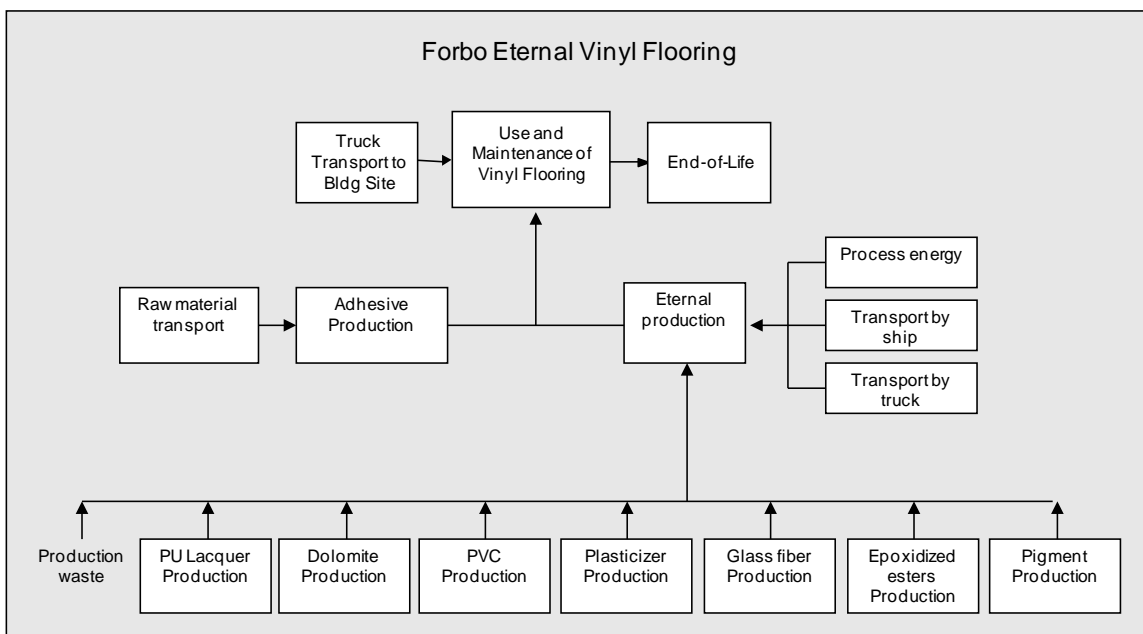 Forbo Eternal Vinyl Flooring
Truck
Transport to
Bldg Site
Use and
Maintenance of
Vinyl Flooring
End-of-Life
Process energy
Raw material
transport
Adhesive
Production
Eternal
production
Transport by
ship
Transport by
truck
Production
waste
PU Lacquer
Production
Dolomite
Production
PVC
Production
Plasticizer
Production
Glass fiber
Production
Epoxidized
esters
Production
Pigment
Production